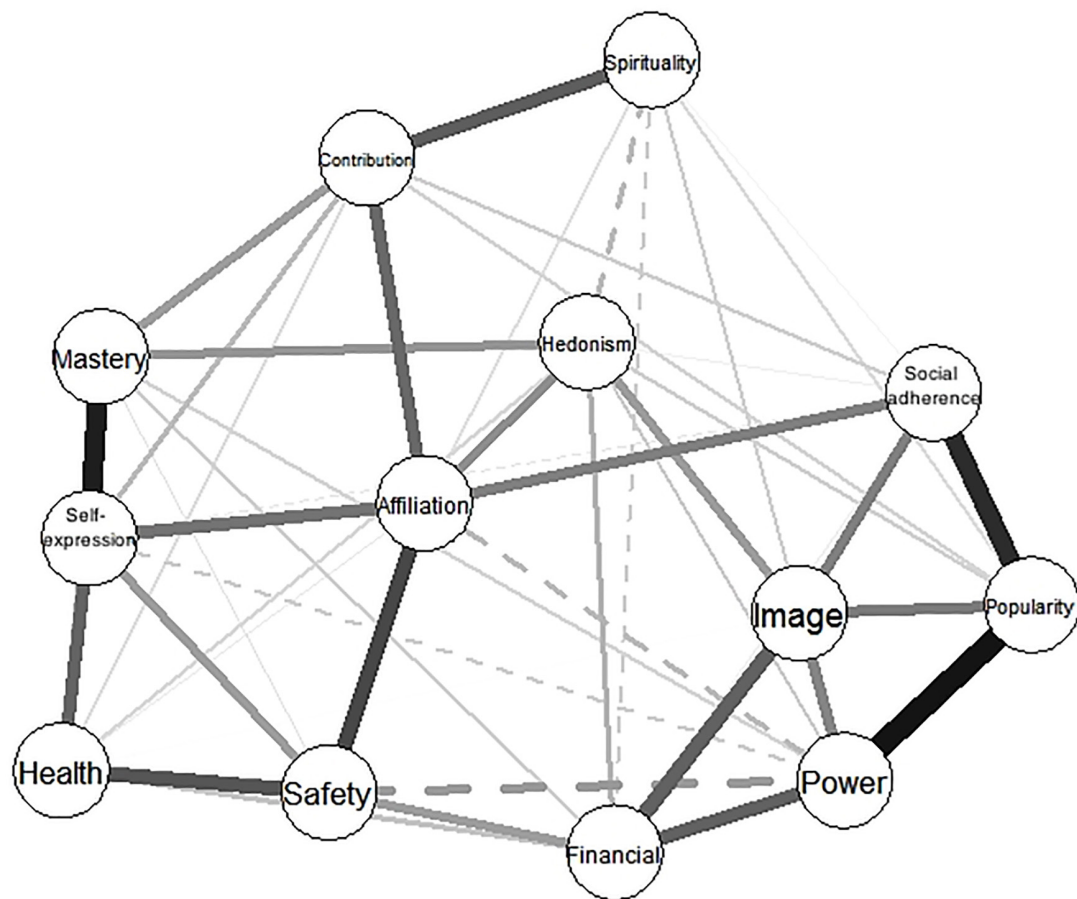 Spirituality
Contribution
Hedonism
Mastery
Social
adherence
Affiliation
Self-
expression
Image
Popularity
Health
Safety
Power
Financial